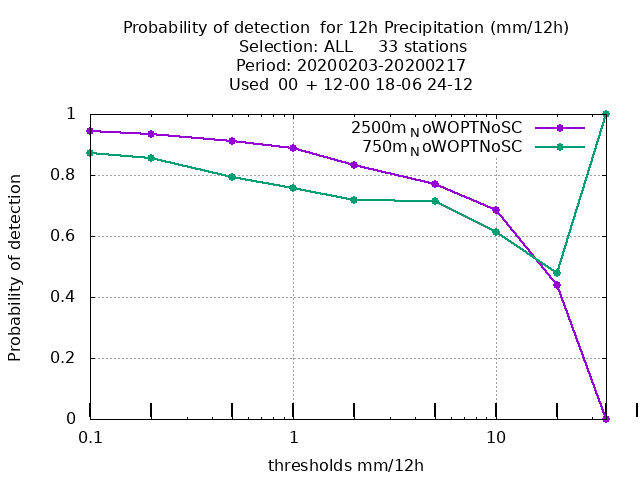 Probability of detection  for 12h Precipitation (mm/12h)
Selection: ALL     33 stations
Period: 20200203-20200217
Used  00  + 12-00 18-06 24-12
2500m_NoWOPTNoSC
750m_NoWOPTNoSC
Probability of detection
1
0.8
0.6
0.4
0.2
0
0.1
1
10
thresholds mm/12h